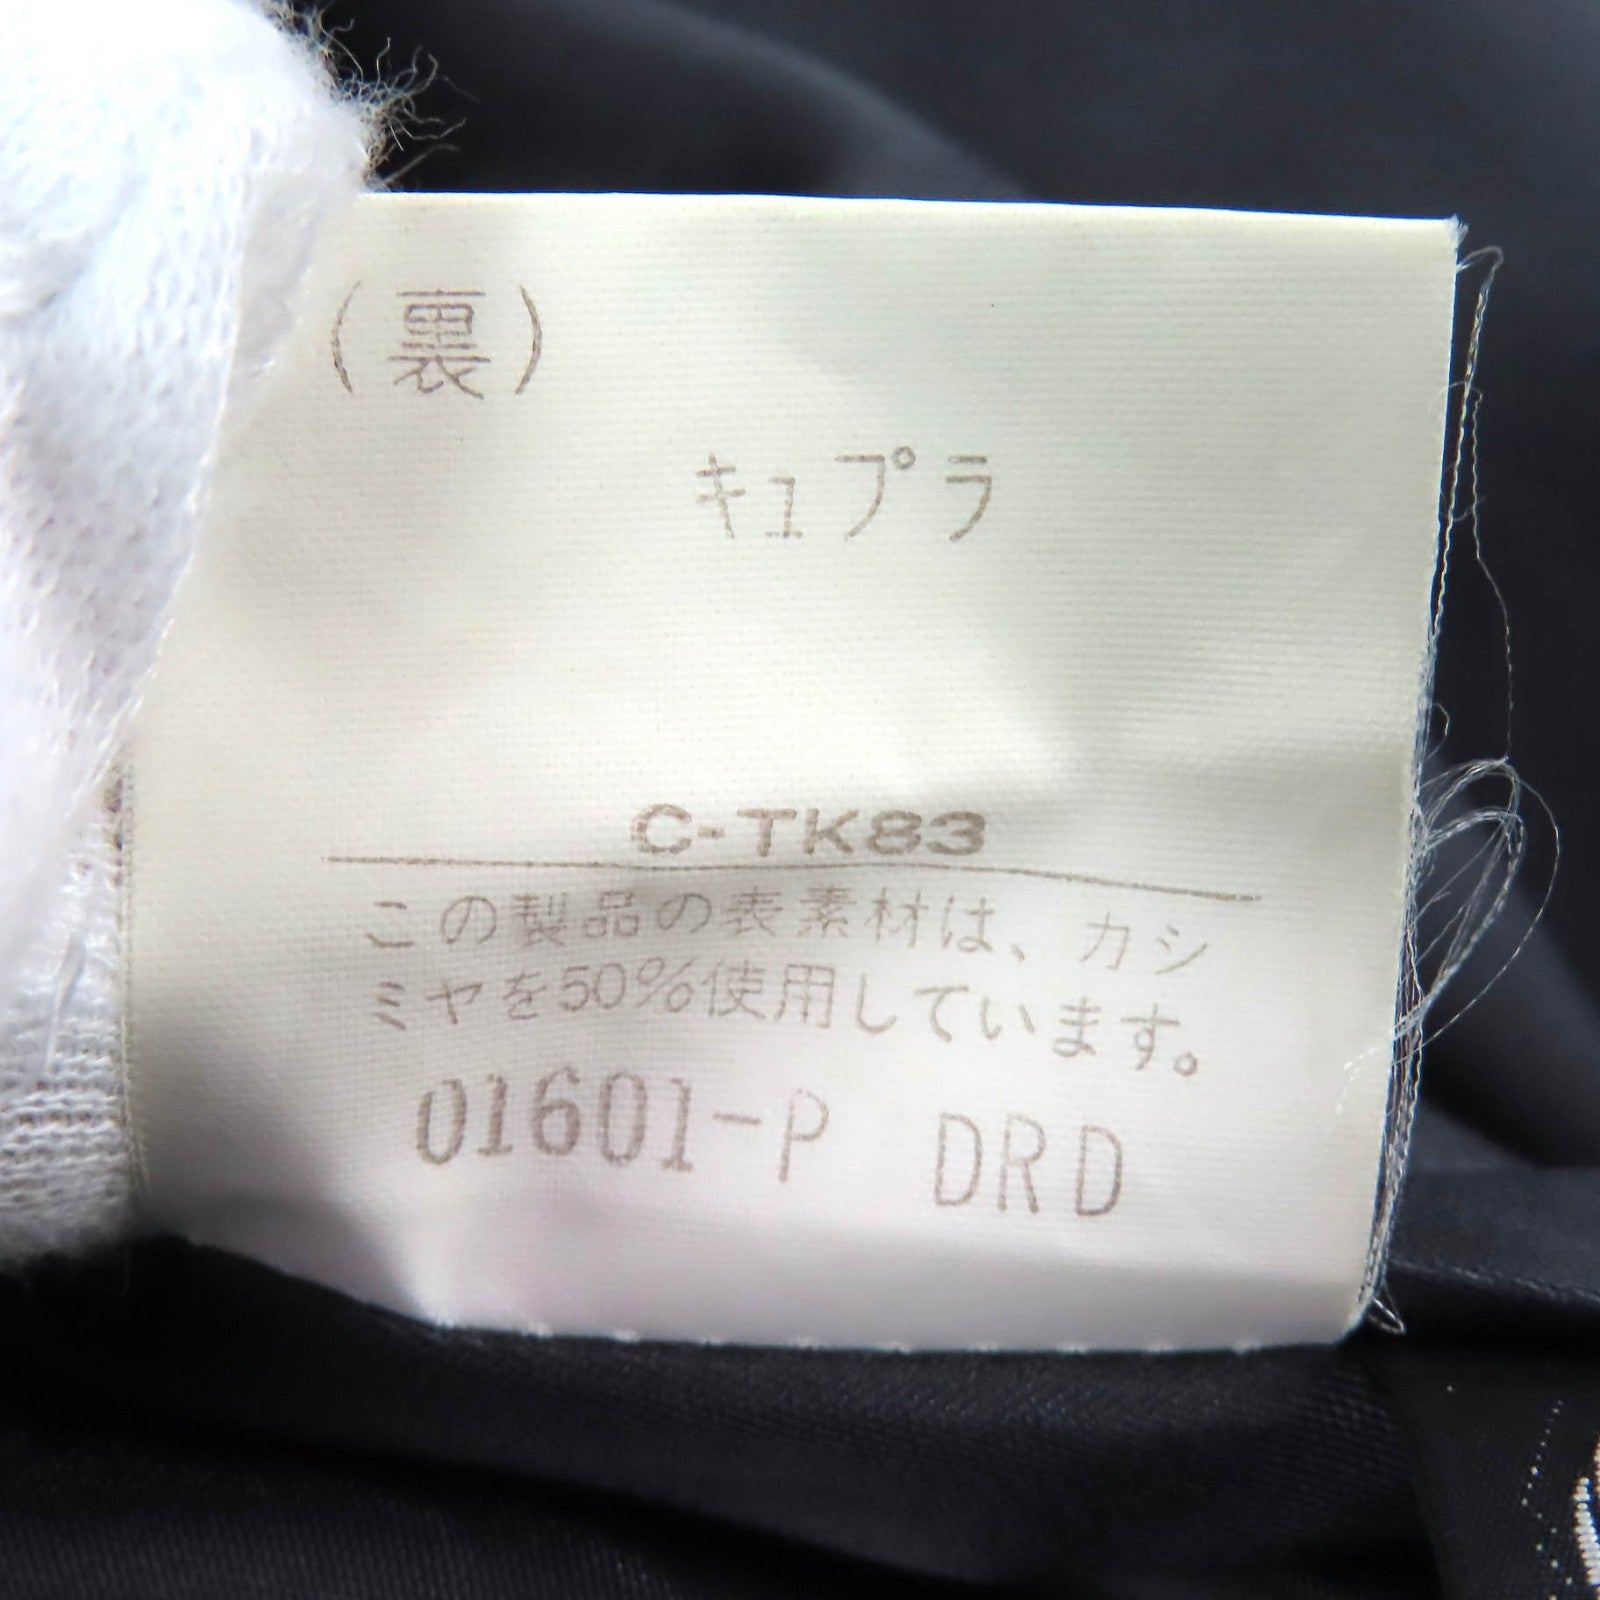 (裏)
キュプラ
C-TK83
この製品の表素材は、カシ
ミヤを50%使用しています。
01601-P DRD